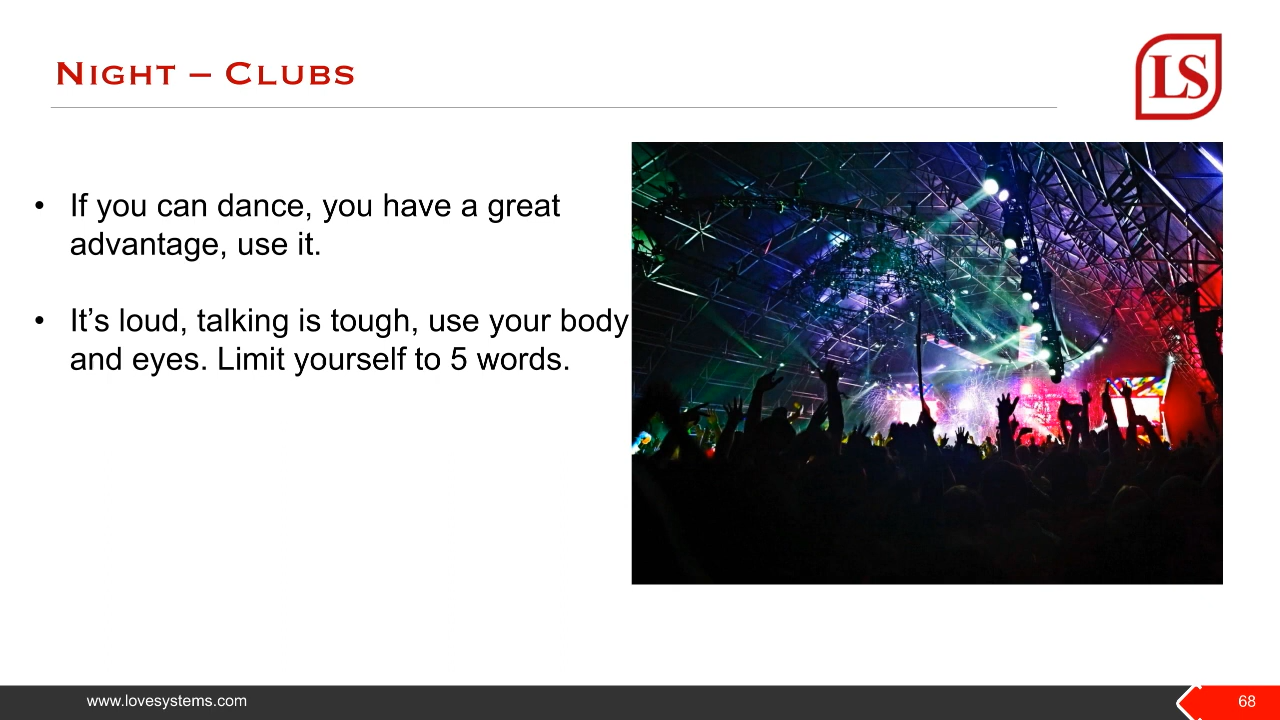 Night – Clubs
LS
• If you can dance, you have a great
advantage, use it.
• It’s loud, talking is tough, use your body
and eyes. Limit yourself to 5 words.
www.lovesystems.com
68